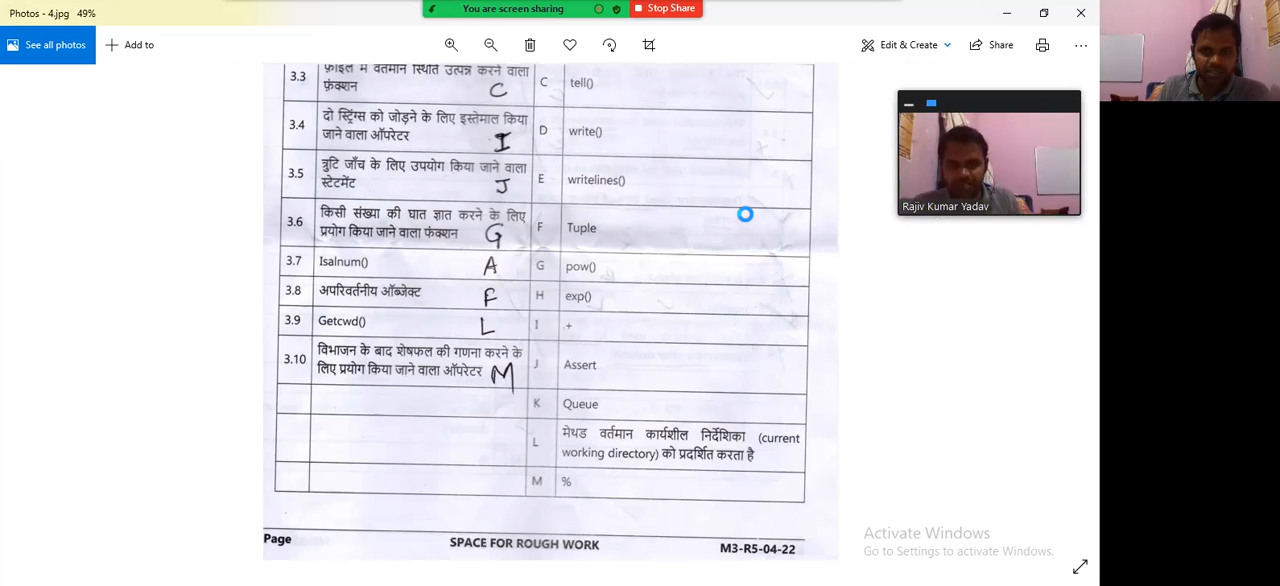 Photos - 4.jpg   49%
You are screen sharing
Stop Share
See all photos
Add to
Edit & Create
Share
3.3 फ़ाइल में वर्तमान स्थिति उत्पन्न करने वाला
फ़ंक्शन C C tell()
3.4 दो स्ट्रिंग्स को जोड़ने के लिए इस्तेमाल किया
जाने वाला ऑपरेटर I D write()
3.5 त्रुटि जाँच के लिए उपयोग किया जाने वाला
स्टेटमेंट J E writelines()
3.6 किसी संख्या की घात ज्ञात करने के लिए
प्रयोग किया जाने वाला फंक्शन G F Tuple
3.7 Isalnum() A G pow()
3.8 अपरिवर्तनीय ऑब्जेक्ट F H exp()
3.9 Getcwd() L I +
3.10 विभाजन के बाद शेषफल की गणना करने के
लिए प्रयोग किया जाने वाला ऑपरेटर M J Assert
K Queue
L मेथड वर्तमान कार्यशील निर्देशिका (current
working directory) को प्रदर्शित करता है
M %
Page SPACE FOR ROUGH WORK M3-R5-04-22
Rajiv Kumar Yadav
Activate Windows
Go to Settings to activate Windows.